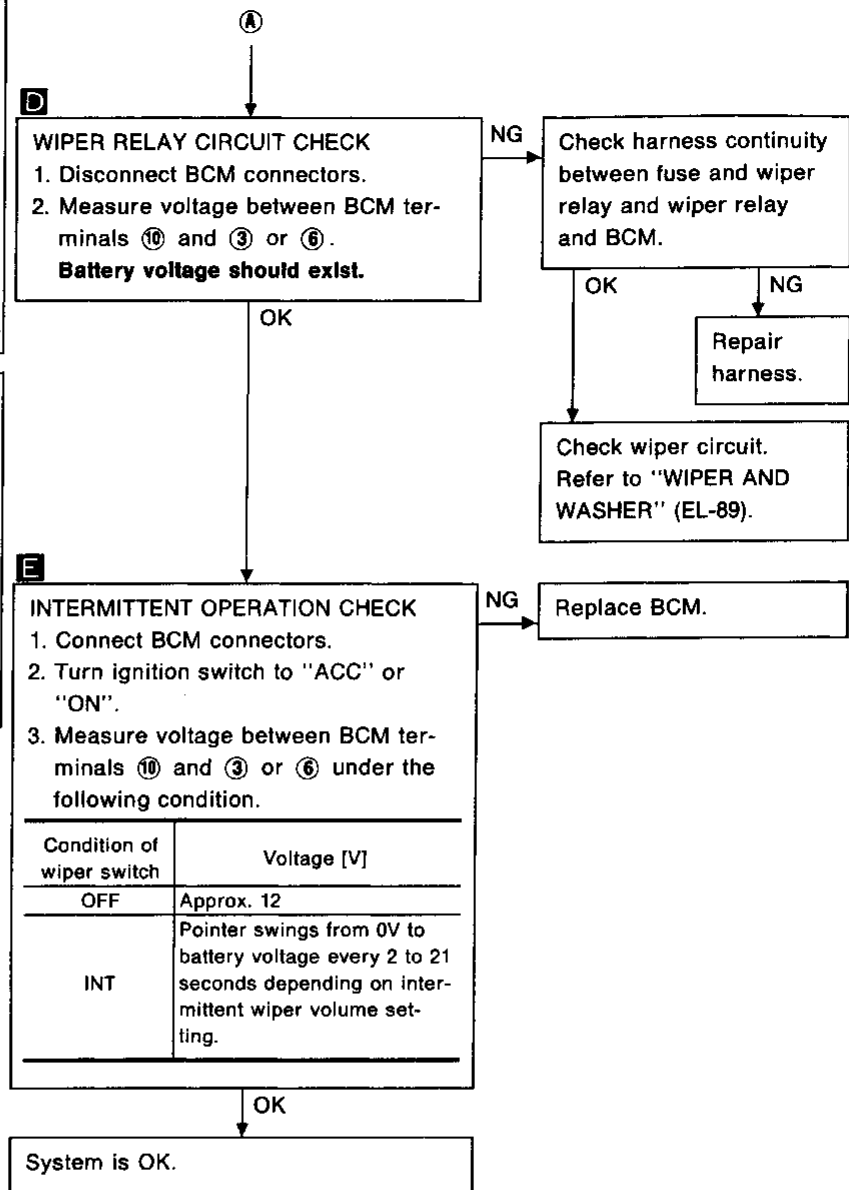 Ⓐ
D
WIPER RELAY CIRCUIT CHECK
1. Disconnect BCM connectors.
2. Measure voltage between BCM ter-
minals ⑩ and ③ or ⑥.
Battery voltage should exist.
NG
Check harness continuity
between fuse and wiper
relay and wiper relay
and BCM.
OK
NG
Repair
harness.
Check wiper circuit.
Refer to "WIPER AND
WASHER" (EL-89).
OK
E
INTERMITTENT OPERATION CHECK
1. Connect BCM connectors.
2. Turn ignition switch to "ACC" or
"ON".
3. Measure voltage between BCM ter-
minals ⑩ and ③ or ⑥ under the
following condition.
Condition of
wiper switch
Voltage [V]
OFF
Approx. 12
INT
Pointer swings from 0V to
battery voltage every 2 to 21
seconds depending on inter-
mittent wiper volume set-
ting.
NG
Replace BCM.
OK
System is OK.